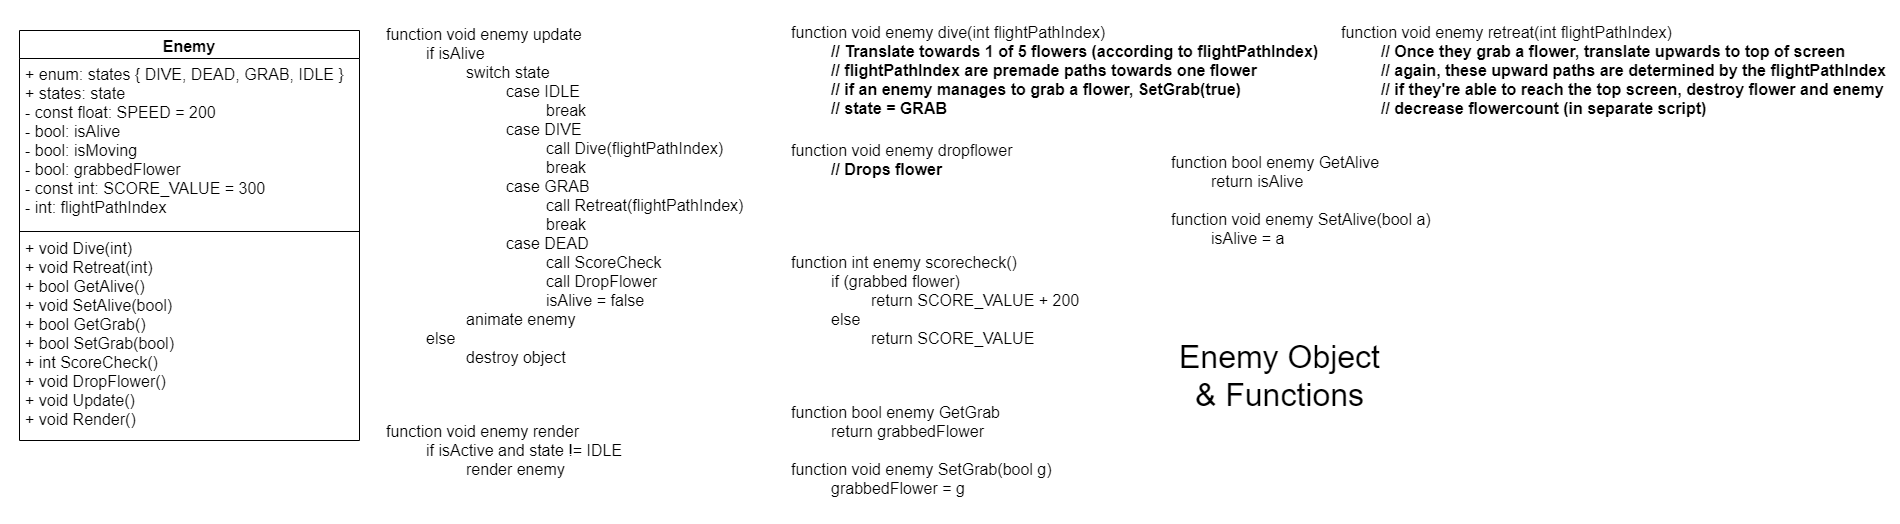 Enemy
+ enum: states { DIVE, DEAD, GRAB, IDLE }
+ states: state
- const float: SPEED = 200
- bool: isAlive
- bool: isMoving
- bool: grabbedFlower
- const int: SCORE_VALUE = 300
- int: flightPathIndex
+ void Dive(int)
+ void Retreat(int)
+ bool GetAlive()
+ void SetAlive(bool)
+ bool GetGrab()
+ bool SetGrab(bool)
+ int ScoreCheck()
+ void DropFlower()
+ void Update()
+ void Render()
function void enemy update
if isAlive
switch state
case IDLE
break
case DIVE
call Dive(flightPathIndex)
break
case GRAB
call Retreat(flightPathIndex)
break
case DEAD
call ScoreCheck
call DropFlower
isAlive = false
animate enemy
else
destroy object
function void enemy render
if isActive and state != IDLE
render enemy
function void enemy dive(int flightPathIndex)
// Translate towards 1 of 5 flowers (according to flightPathIndex)
// flightPathIndex are premade paths towards one flower
// if an enemy manages to grab a flower, SetGrab(true)
// state = GRAB
function void enemy dropflower
// Drops flower
function int enemy scorecheck()
if (grabbed flower)
return SCORE_VALUE + 200
else
return SCORE_VALUE
function bool enemy GetGrab
return grabbedFlower
function void enemy SetGrab(bool g)
grabbedFlower = g
function void enemy retreat(int flightPathIndex)
// Once they grab a flower, translate upwards to top of screen
// again, these upward paths are determined by the flightPathIndex
// if they're able to reach the top screen, destroy flower and enemy
// decrease flowercount (in separate script)
function bool enemy GetAlive
return isAlive
function void enemy SetAlive(bool a)
isAlive = a
Enemy Object
& Functions